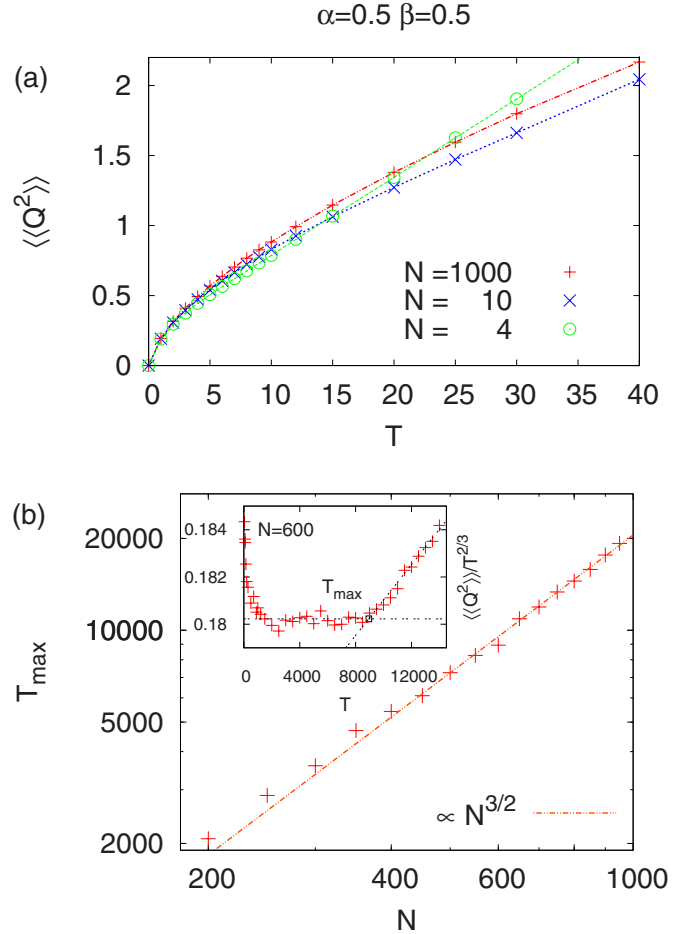 α=0.5 β=0.5
(a)
⟨⟨Q²⟩⟩
2
1.5
1
0.5
0
N =1000
N = 10
N = 4
0 5 10 15 20 25 30 35 40
T
(b)
T_max
20000
10000
5000
2000
0.184
0.182
0.18
N=600
T_max
⟨⟨Q²⟩⟩/T^{2/3}
0 4000 8000 12000
T
∝ N^{3/2}
200 400 600 1000
N